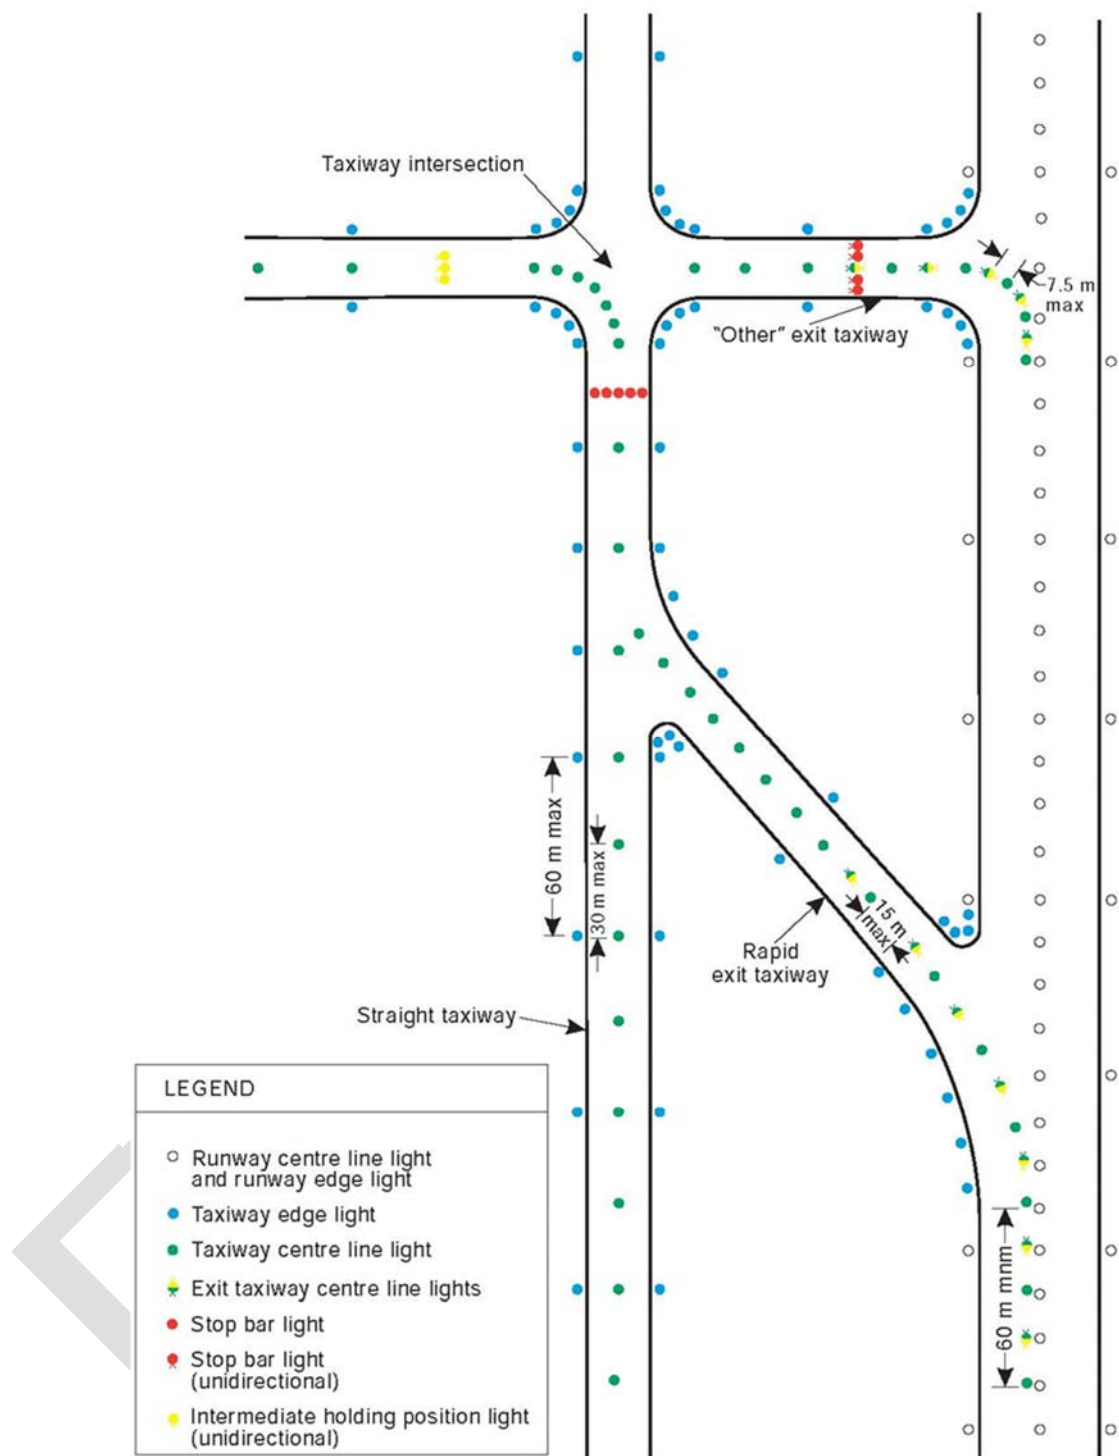 Taxiway intersection
7.5 m
max
"Other" exit taxiway
60 m max
30 m max
15 m
max
Rapid
exit taxiway
Straight taxiway
60 m mnm
LEGEND
Runway centre line light
and runway edge light
Taxiway edge light
Taxiway centre line light
Exit taxiway centre line lights
Stop bar light
Stop bar light
(unidirectional)
Intermediate holding position light
(unidirectional)